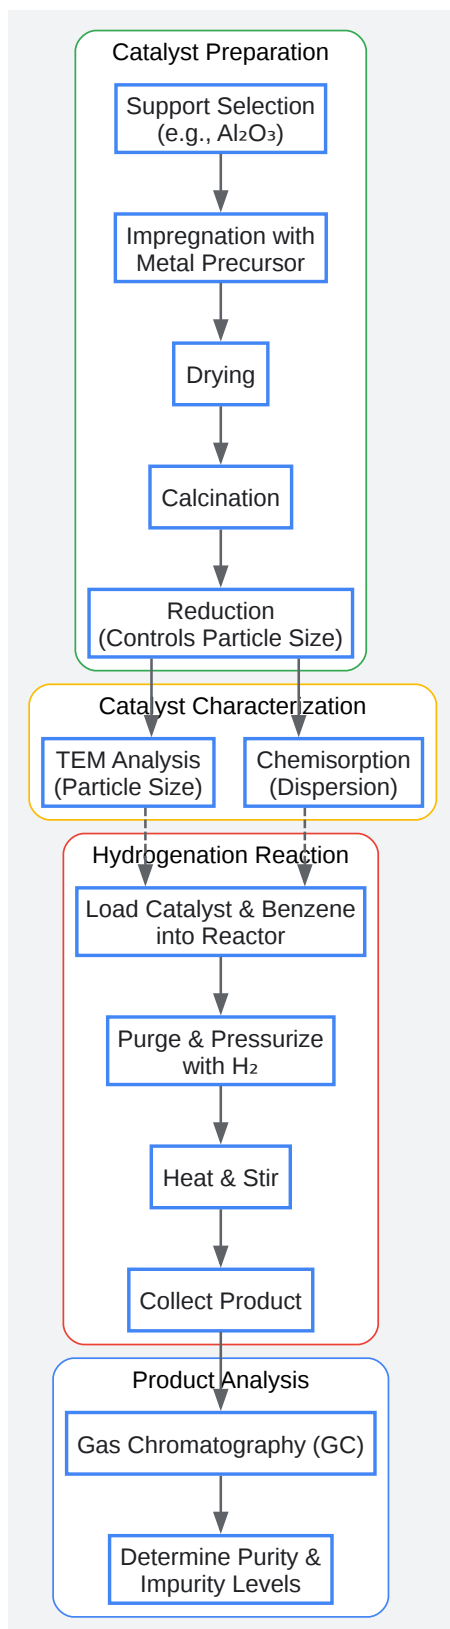 Catalyst Preparation
Support Selection
(e.g., Al₂O₃)
Impregnation with
Metal Precursor
Drying
Calcination
Reduction
(Controls Particle Size)
Catalyst Characterization
TEM Analysis
(Particle Size)
Chemisorption
(Dispersion)
Hydrogenation Reaction
Load Catalyst & Benzene
into Reactor
Purge & Pressurize
with H₂
Heat & Stir
Collect Product
Product Analysis
Gas Chromatography (GC)
Determine Purity &
Impurity Levels